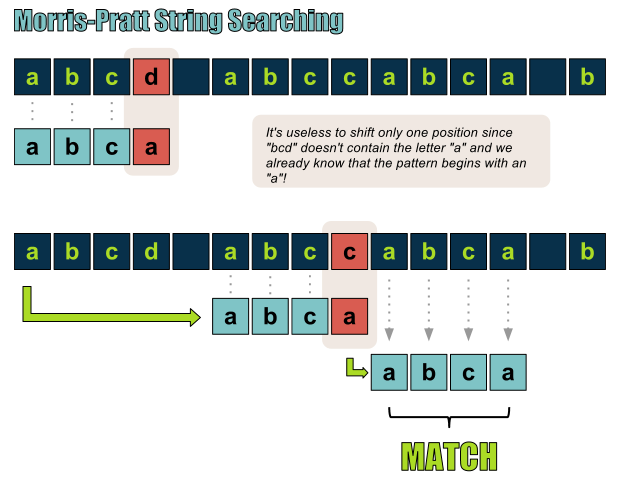 Morris-Pratt String Searching
a b c d a b c c a b c a b
a b c a
It's useless to shift only one position since
"bcd" doesn't contain the letter "a" and we
already know that the pattern begins with an
"a"!
a b c d a b c c a b c a b
a b c a
a b c a
MATCH